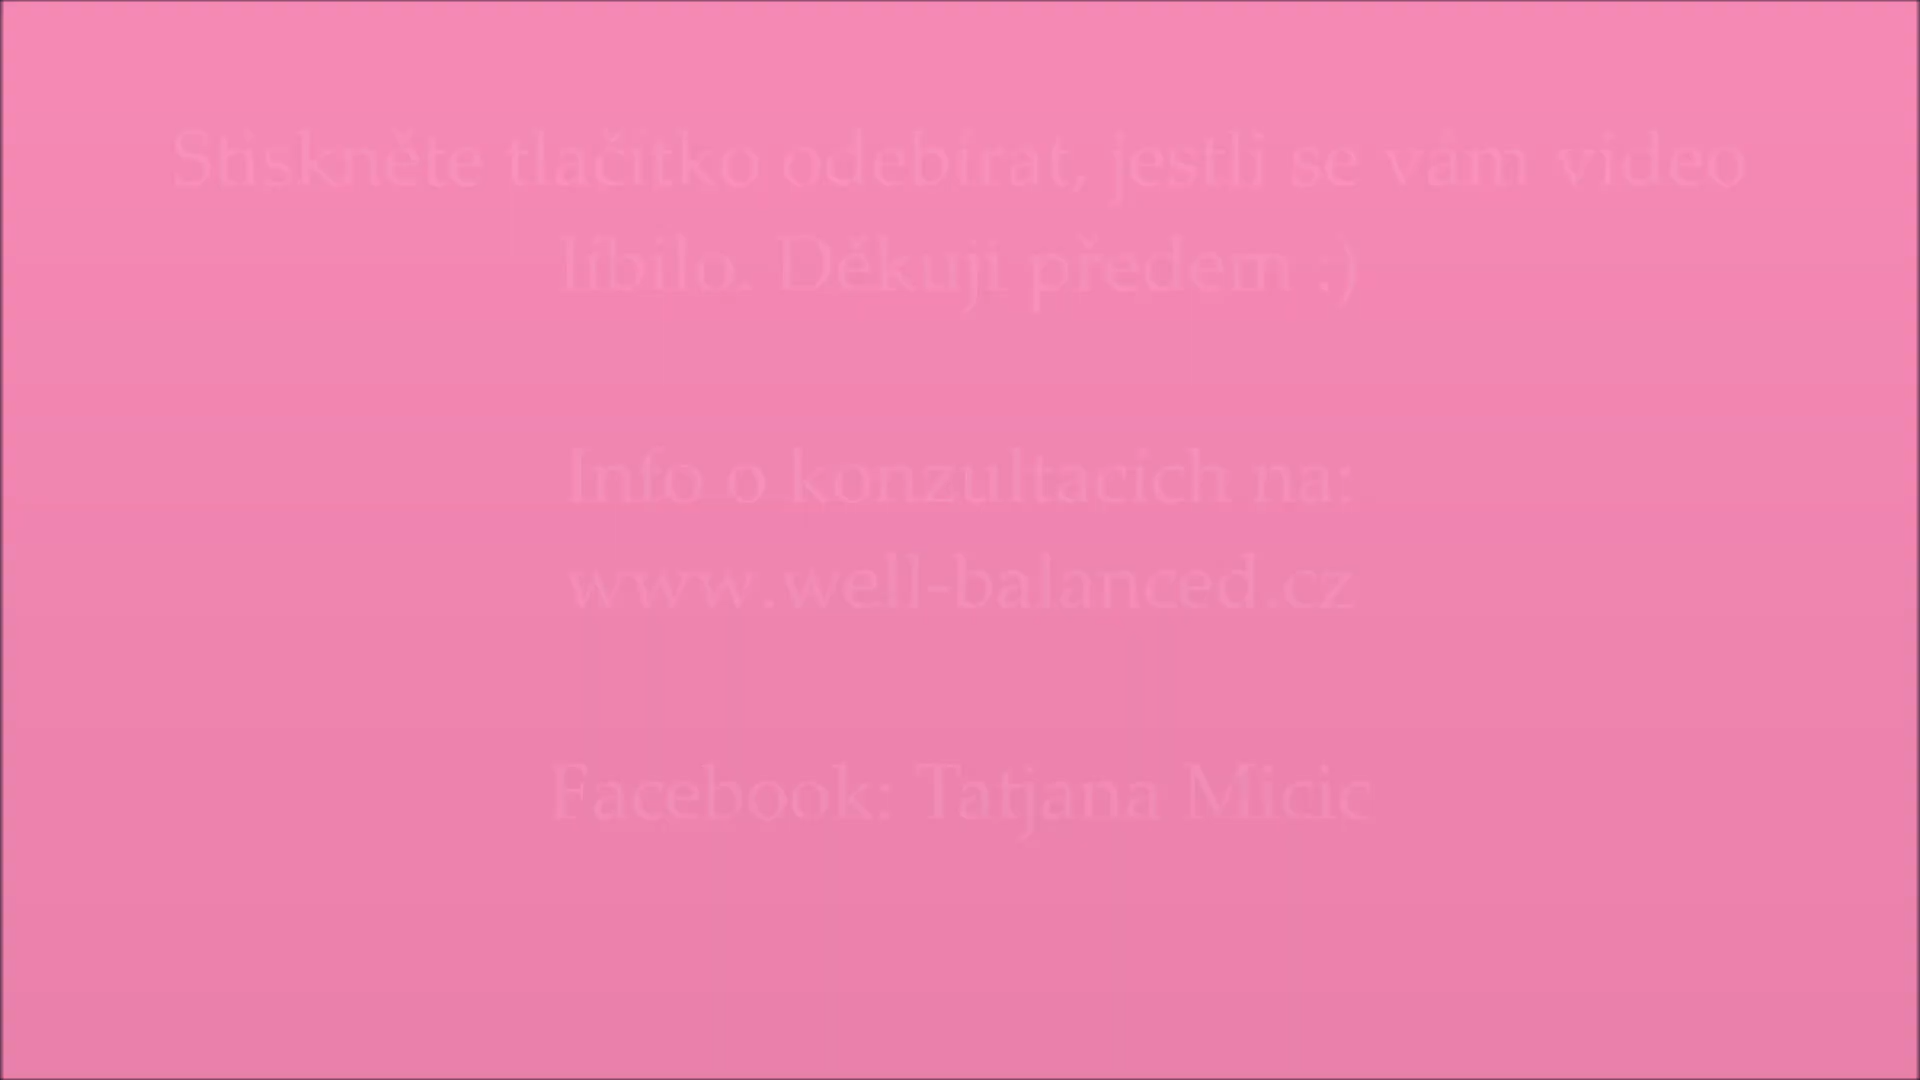 Stiskněte tlačítko odebírat, jestli se vám video
líbilo. Děkuji předem :)
Info o konzultacích na:
www.well-balanced.cz
Facebook: Tatjana Micic